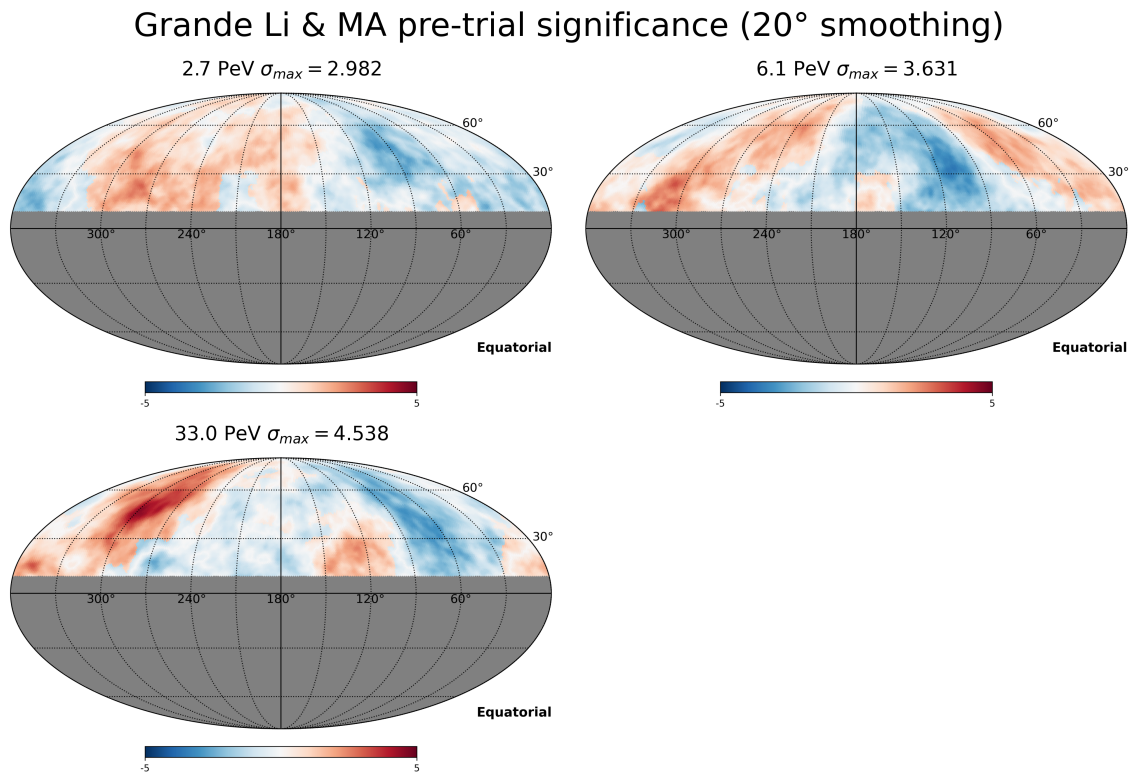 Grande Li & MA pre-trial significance (20° smoothing)
2.7 PeV σmax = 2.982
60°
30°
300° 240° 180° 120° 60°
Equatorial
-5 5
6.1 PeV σmax = 3.631
60°
30°
300° 240° 180° 120° 60°
Equatorial
-5 5
33.0 PeV σmax = 4.538
60°
30°
300° 240° 180° 120° 60°
Equatorial
-5 5